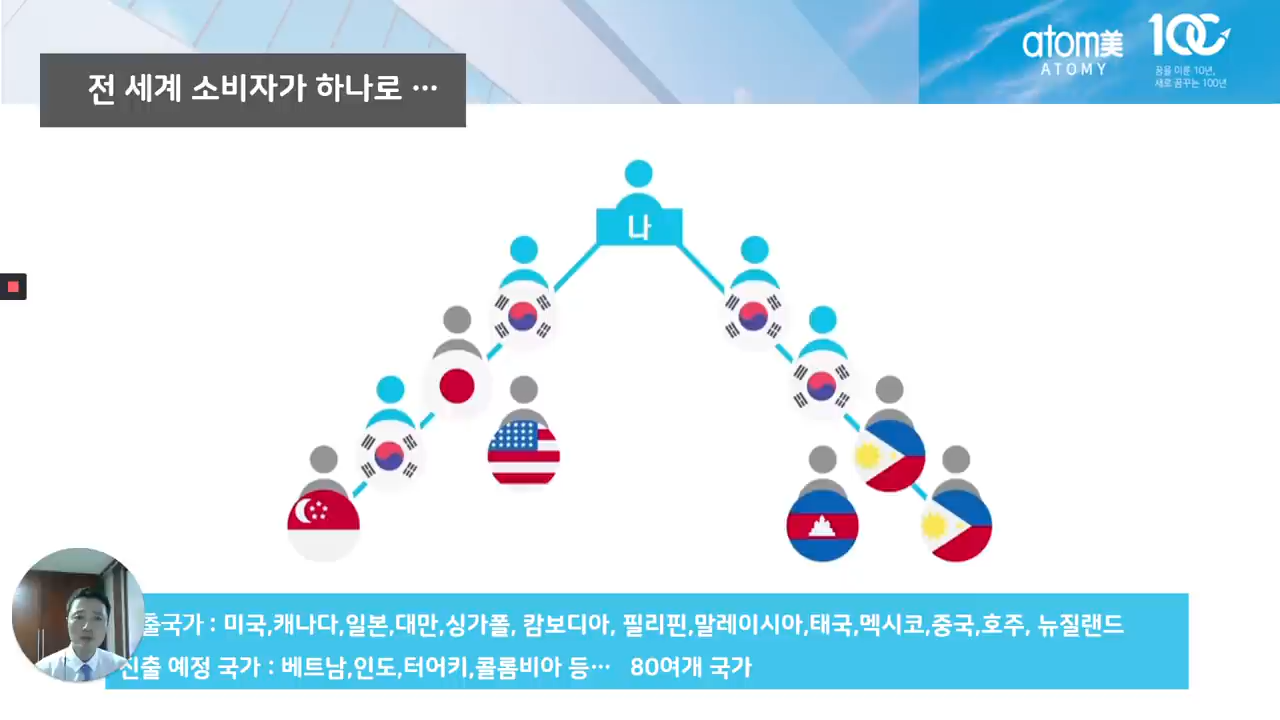 전 세계 소비자가 하나로 …
atom美
ATOMY
100
꿈을 이룬 10년,
새로 꿈꾸는 100년
나
출국가 : 미국,캐나다,일본,대만,싱가폴, 캄보디아, 필리핀,말레이시아,태국,멕시코,중국,호주, 뉴질랜드
진출 예정 국가 : 베트남,인도,터어키,콜롬비아 등… 80여개 국가